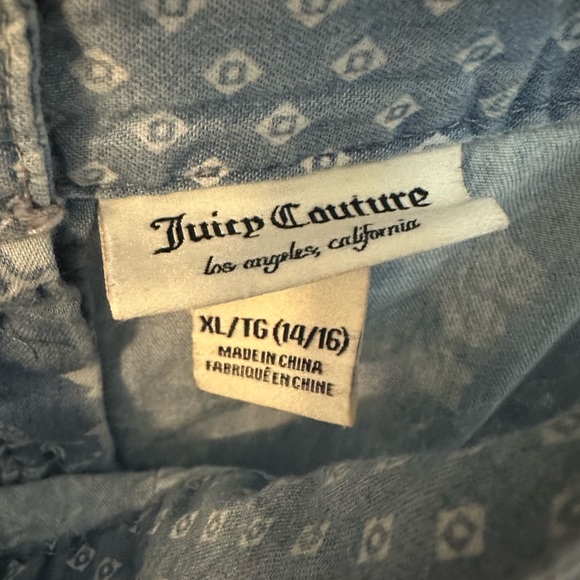 Juicy Couture
los angeles, california
XL/TG (14/16)
MADE IN CHINA
FABRIQUÉ EN CHINE